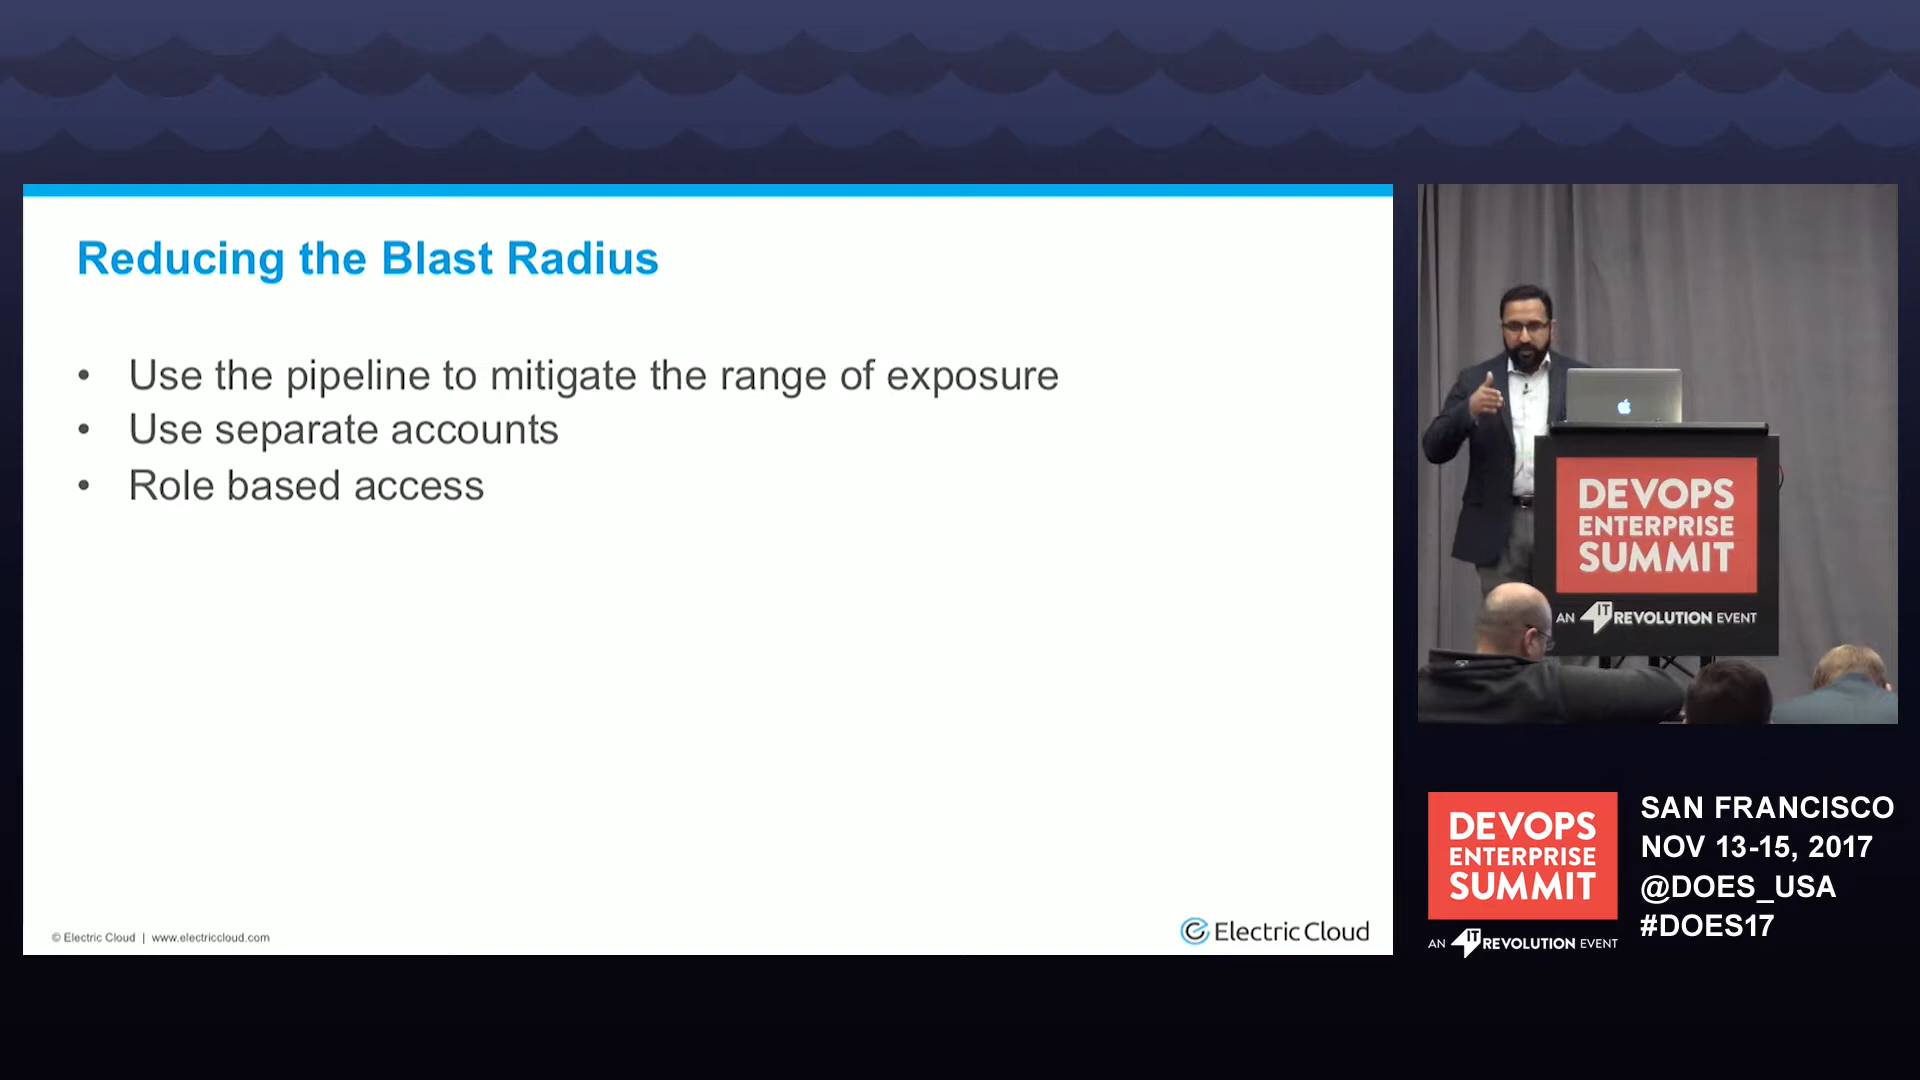 Reducing the Blast Radius
• Use the pipeline to mitigate the range of exposure
• Use separate accounts
• Role based access
© Electric Cloud | www.electriccloud.com
Electric Cloud
DEVOPS
ENTERPRISE
SUMMIT
AN IT REVOLUTION EVENT
DEVOPS
ENTERPRISE
SUMMIT
AN IT REVOLUTION EVENT
SAN FRANCISCO
NOV 13-15, 2017
@DOES_USA
#DOES17